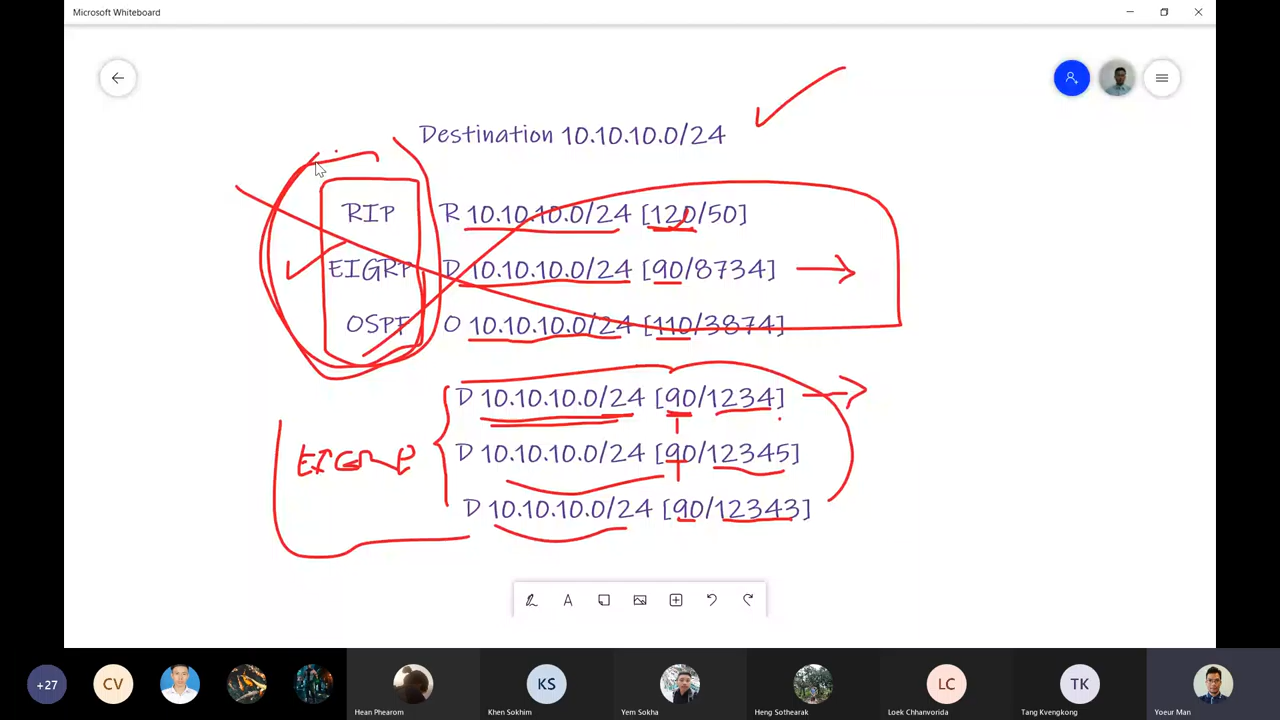 Microsoft Whiteboard
Destination 10.10.10.0/24
RIP R 10.10.10.0/24 [120/50]
EIGRP D 10.10.10.0/24 [90/8734]
OSPF O 10.10.10.0/24 [110/3874]
D 10.10.10.0/24 [90/1234]
EIGRP D 10.10.10.0/24 [90/12345]
D 10.10.10.0/24 [90/12343]
A
+27 CV KS LC TK
Hean Phearom Khen Sokhim Yem Sokha Heng Sothearak Loek Chhanvorida Tang Kvengkong Yoeur Man